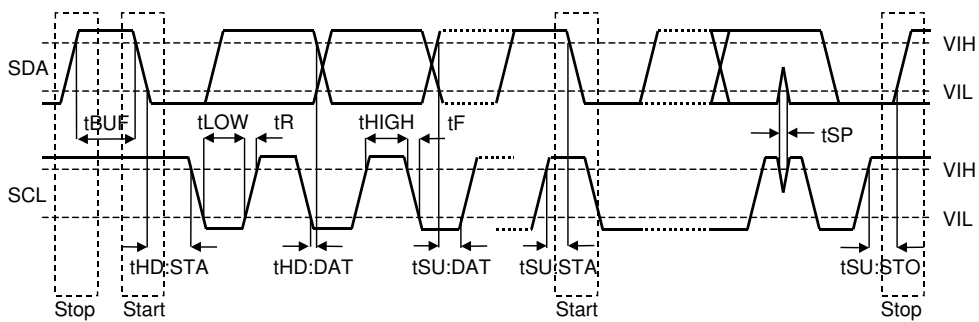 VIH
SDA
VIL
tBUF tLOW tR tHIGH tF
tSP
VIH
SCL
VIL
tHD:STA tHD:DAT tSU:DAT tSU:STA tSU:STO
Stop Start Start Stop